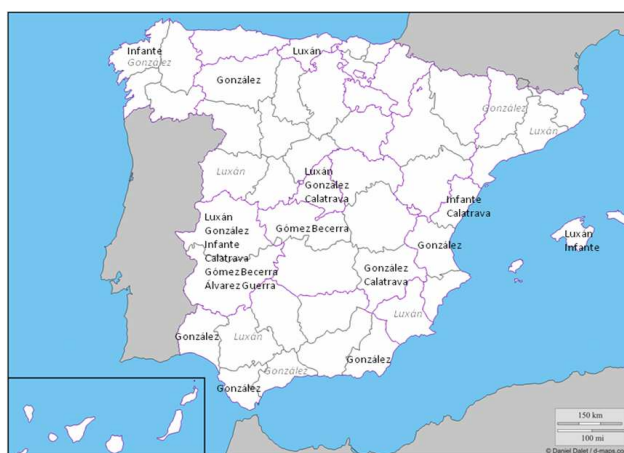 Infante
González
Luxán
González
González
Luxán
Luxán
Luxán
González
Calatrava
Infante
Calatrava
Luxán
González
Infante
Calatrava
Gómez Becerra
Álvarez Guerra
Gómez Becerra
González
Luxán
Infante
González
Calatrava
Luxán
González
Luxán
González
González
González
150 km
100 mi
© Daniel Dalet / d-maps.co